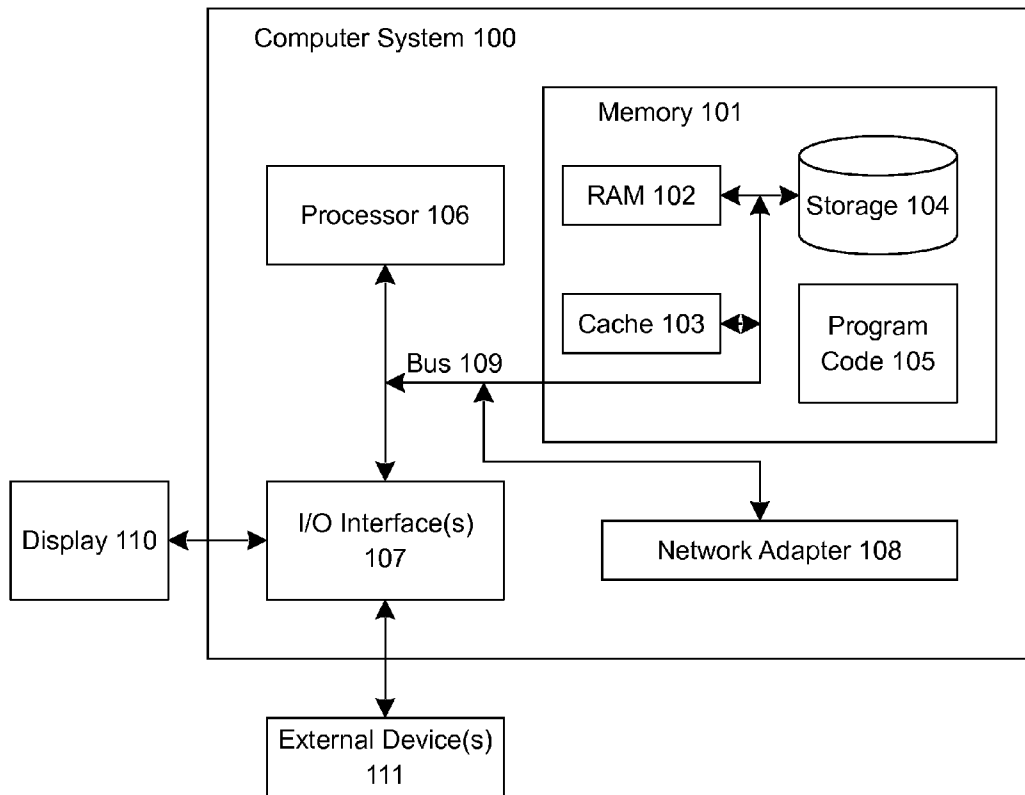 Computer System 100
Memory 101
RAM 102
Storage 104
Processor 106
Cache 103
Program
Code 105
Bus 109
I/O Interface(s)
107
Display 110
Network Adapter 108
External Device(s)
111